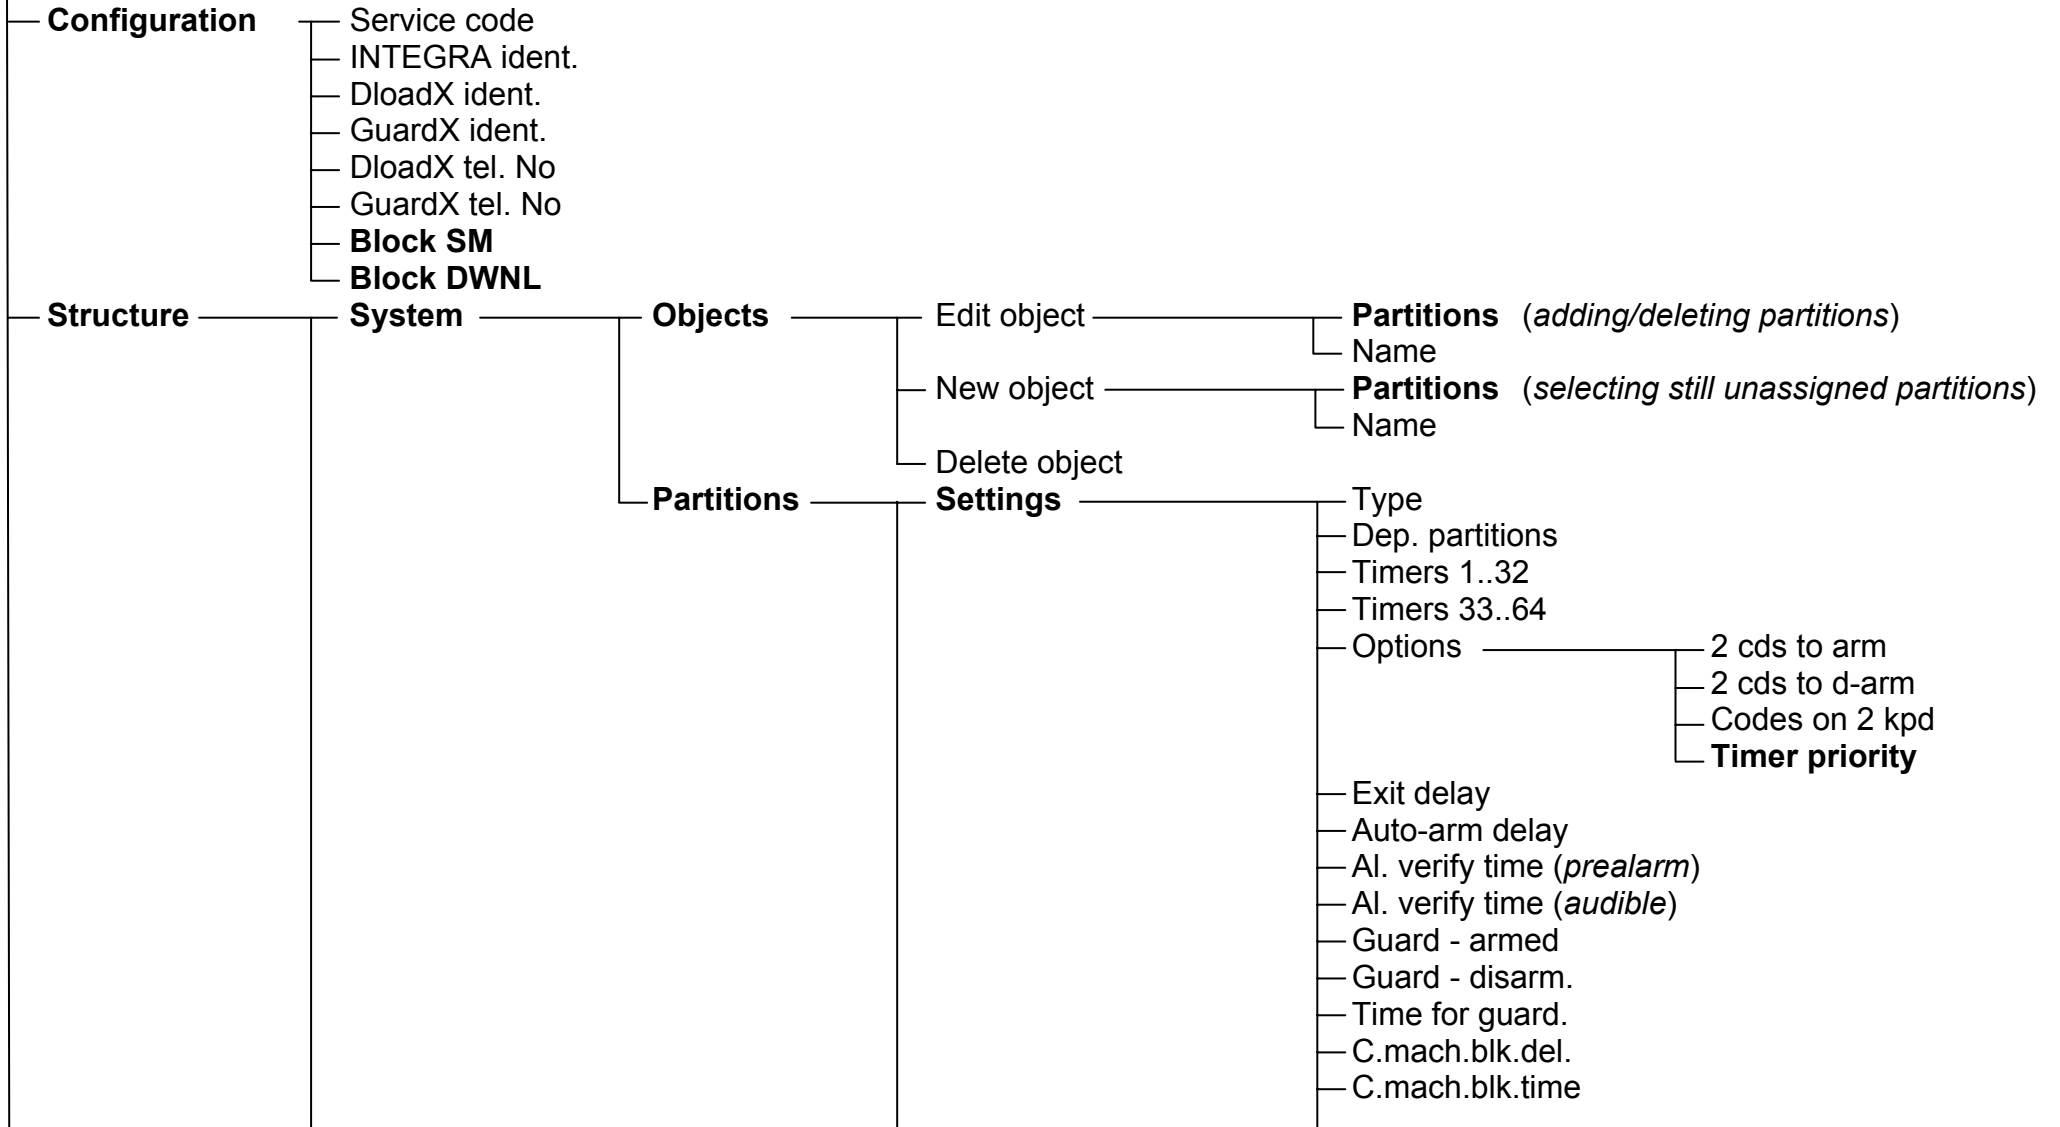 Configuration Service code
INTEGRA ident.
DloadX ident.
GuardX ident.
DloadX tel. No
GuardX tel. No
Block SM
Block DWNL
Structure System Objects Edit object Partitions (adding/deleting partitions)
Name
New object Partitions (selecting still unassigned partitions)
Name
Delete object
Partitions Settings Type
Dep. partitions
Timers 1..32
Timers 33..64
Options 2 cds to arm
2 cds to d-arm
Codes on 2 kpd
Timer priority
Exit delay
Auto-arm delay
Al. verify time (prealarm)
Al. verify time (audible)
Guard - armed
Guard - disarm.
Time for guard.
C.mach.blk.del.
C.mach.blk.time